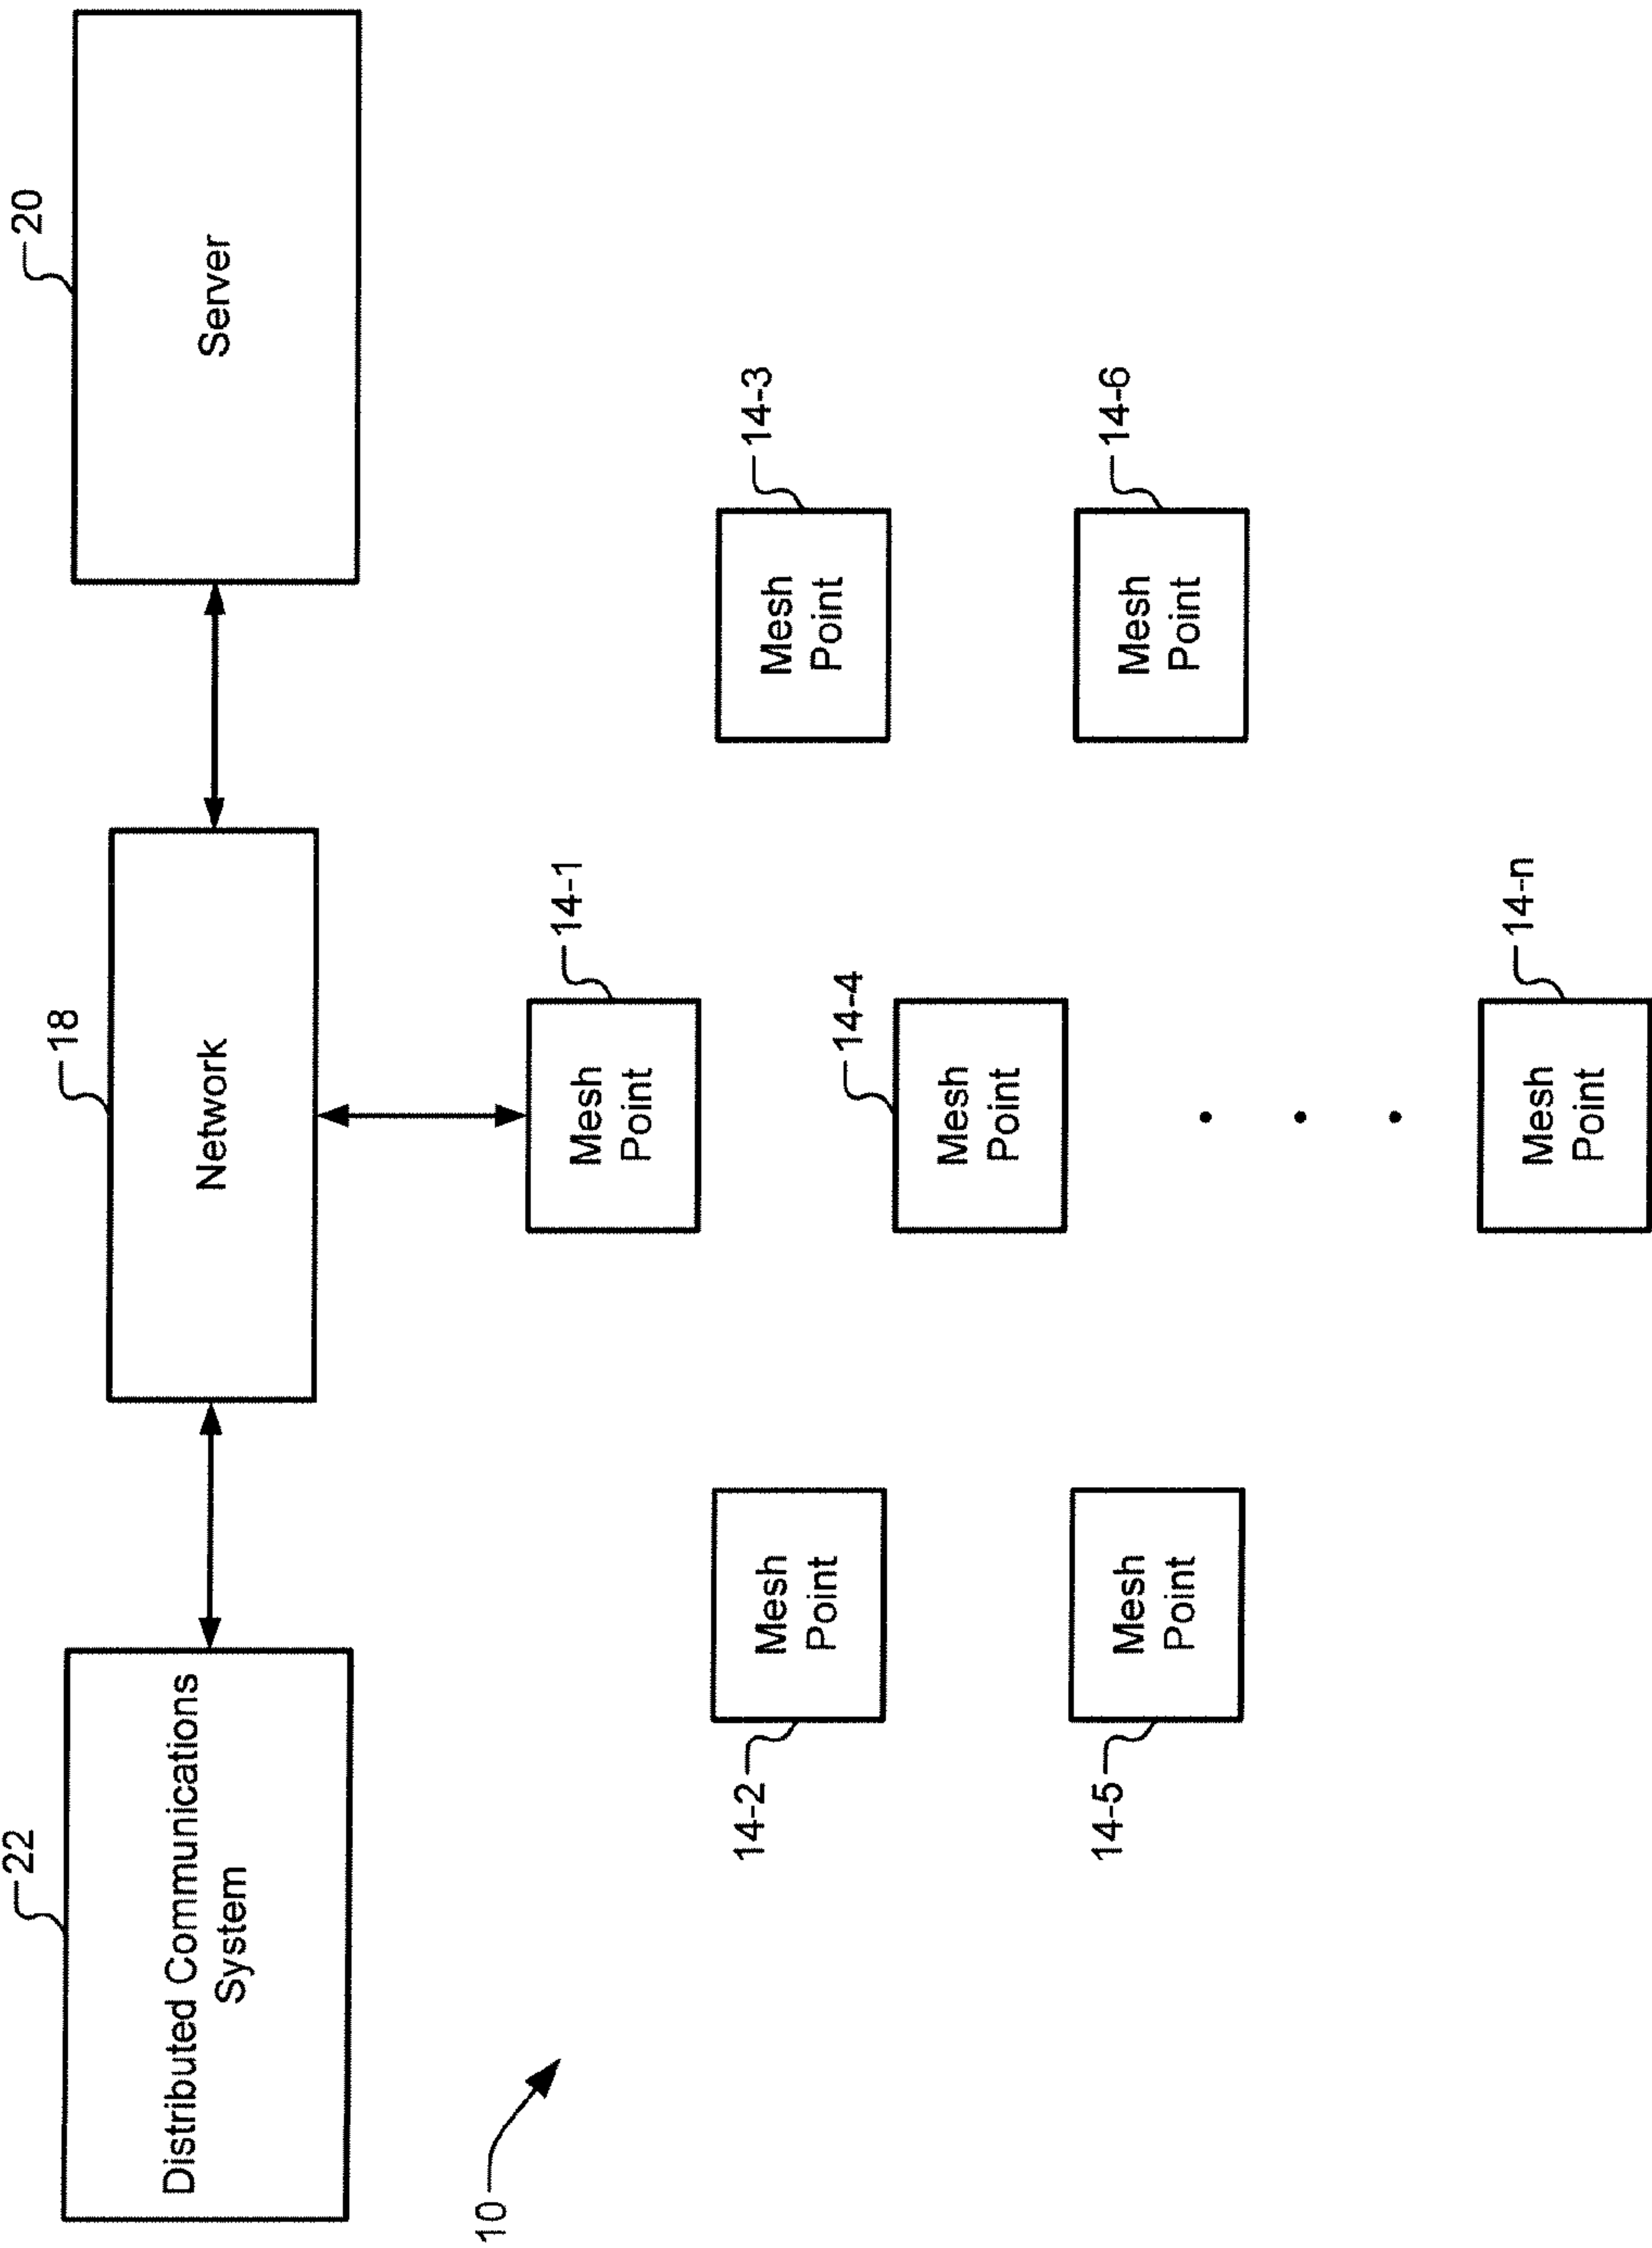 22
18
20
Distributed Communications
System
Network
Server
10
14-1
Mesh
Point
14-2
Mesh
Point
14-3
Mesh
Point
14-4
Mesh
Point
14-5
Mesh
Point
14-6
Mesh
Point
14-n
Mesh
Point